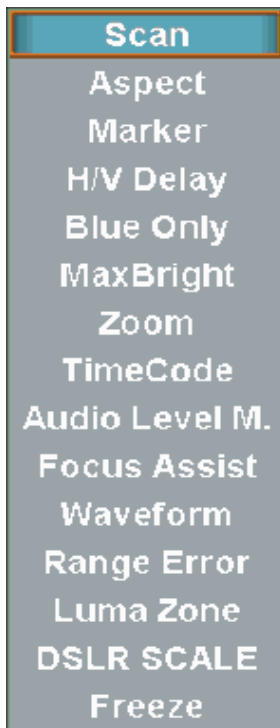 Scan
Aspect
Marker
H/V Delay
Blue Only
MaxBright
Zoom
TimeCode
Audio Level M.
Focus Assist
Waveform
Range Error
Luma Zone
DSLR SCALE
Freeze